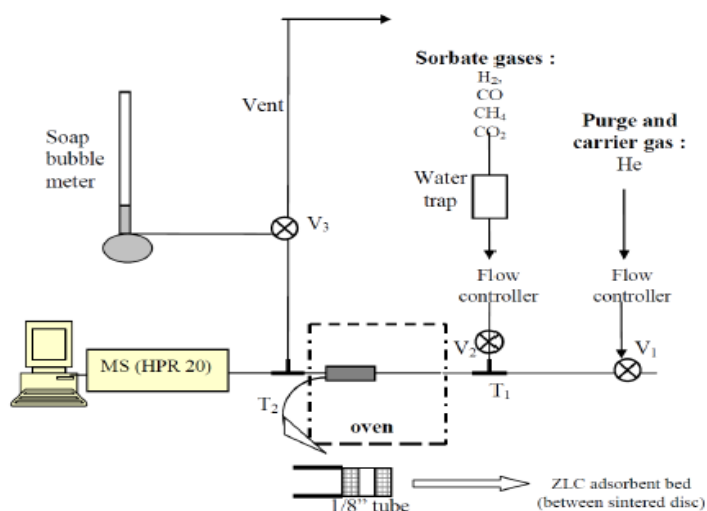 Sorbate gases :
H₂,
CO
CH₄
CO₂
Purge and
carrier gas :
He
Vent
Soap
bubble
meter
Water
trap
V₃
Flow
controller
Flow
controller
V₂
V₁
MS (HPR 20)
T₁
T₂
oven
1/8” tube
ZLC adsorbent bed
(between sintered disc)